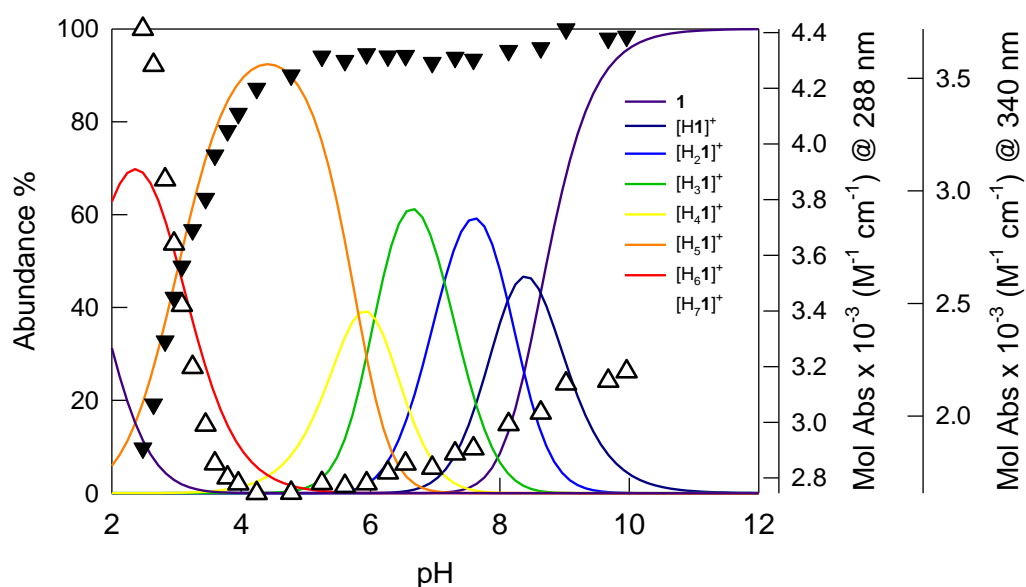 Abundance %
100
80
60
40
20
0
2
4
6
8
10
12
pH
1
[H1]⁺
[H₂1]⁺
[H₃1]⁺
[H₄1]⁺
[H₅1]⁺
[H₆1]⁺
[H₇1]⁺
4.4
4.2
4.0
3.8
3.6
3.4
3.2
3.0
2.8
Mol Abs x 10⁻³ (M⁻¹ cm⁻¹) @ 288 nm
3.5
3.0
2.5
2.0
Mol Abs x 10⁻³ (M⁻¹ cm⁻¹) @ 340 nm